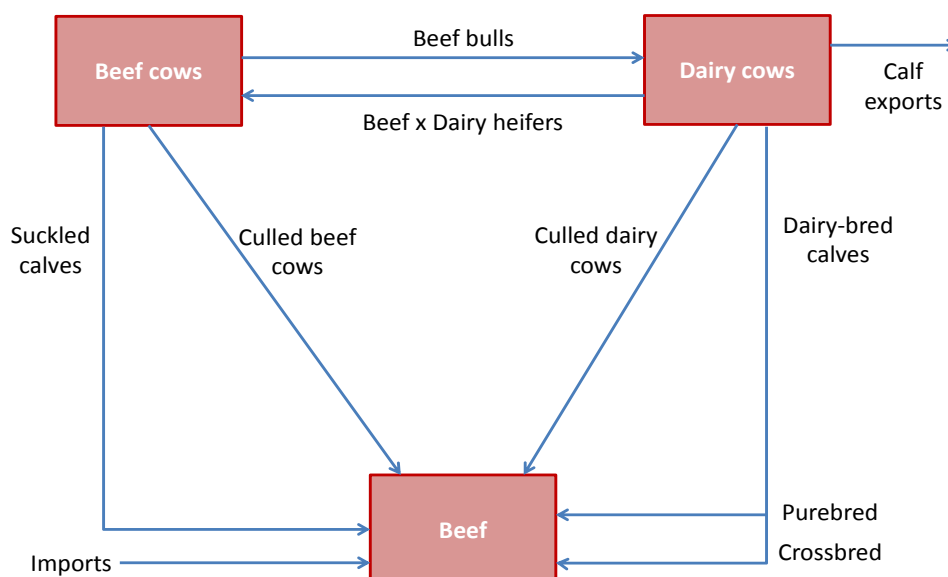 Beef bulls
Beef cows
Dairy cows
Calf
exports
Beef x Dairy heifers
Suckled
calves
Culled beef
cows
Culled dairy
cows
Dairy-bred
calves
Purebred
Beef
Crossbred
Imports